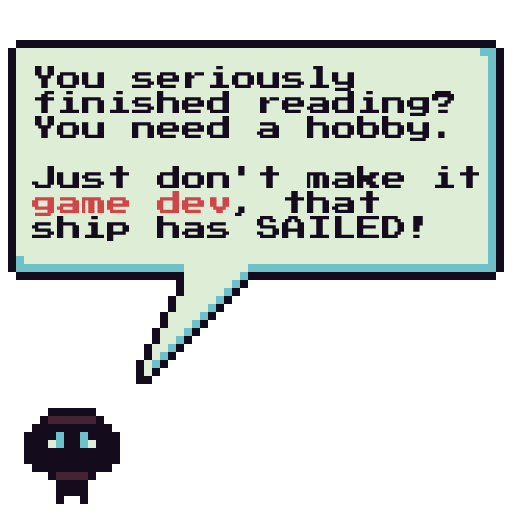 You seriously
finished reading?
You need a hobby.
Just don't make it
game dev, that
ship has SAILED!